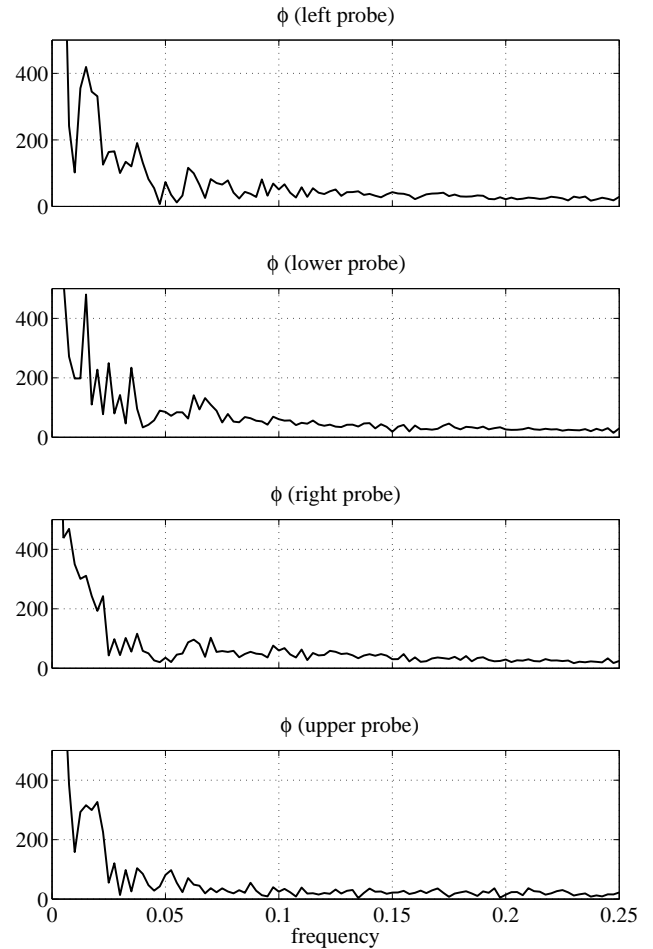 ϕ (left probe)
400
200
0
ϕ (lower probe)
400
200
0
ϕ (right probe)
400
200
0
ϕ (upper probe)
400
200
0
0 0.05 0.1 0.15 0.2 0.25
frequency